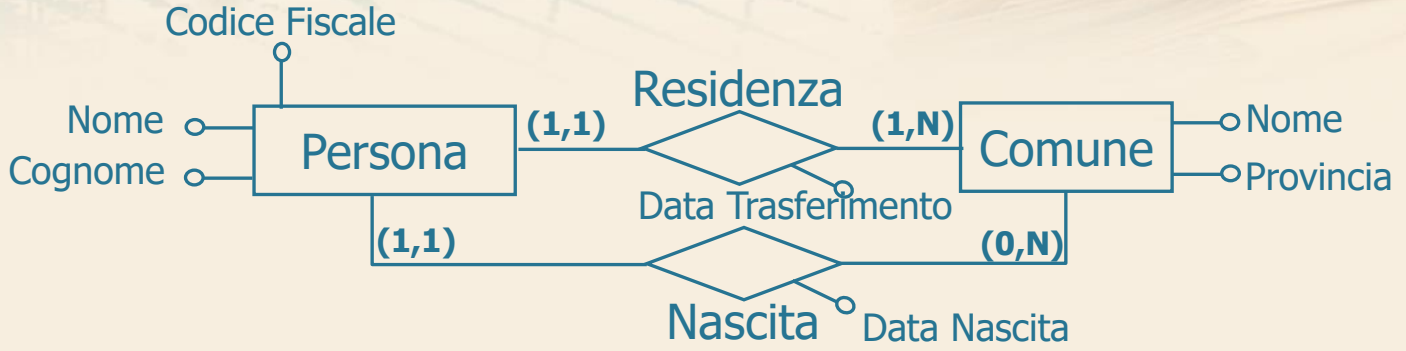 Codice Fiscale
Residenza
Nome
(1,1)
(1,N)
Nome
Persona
Comune
Cognome
Provincia
Data Trasferimento
(1,1)
(0,N)
Nascita
Data Nascita